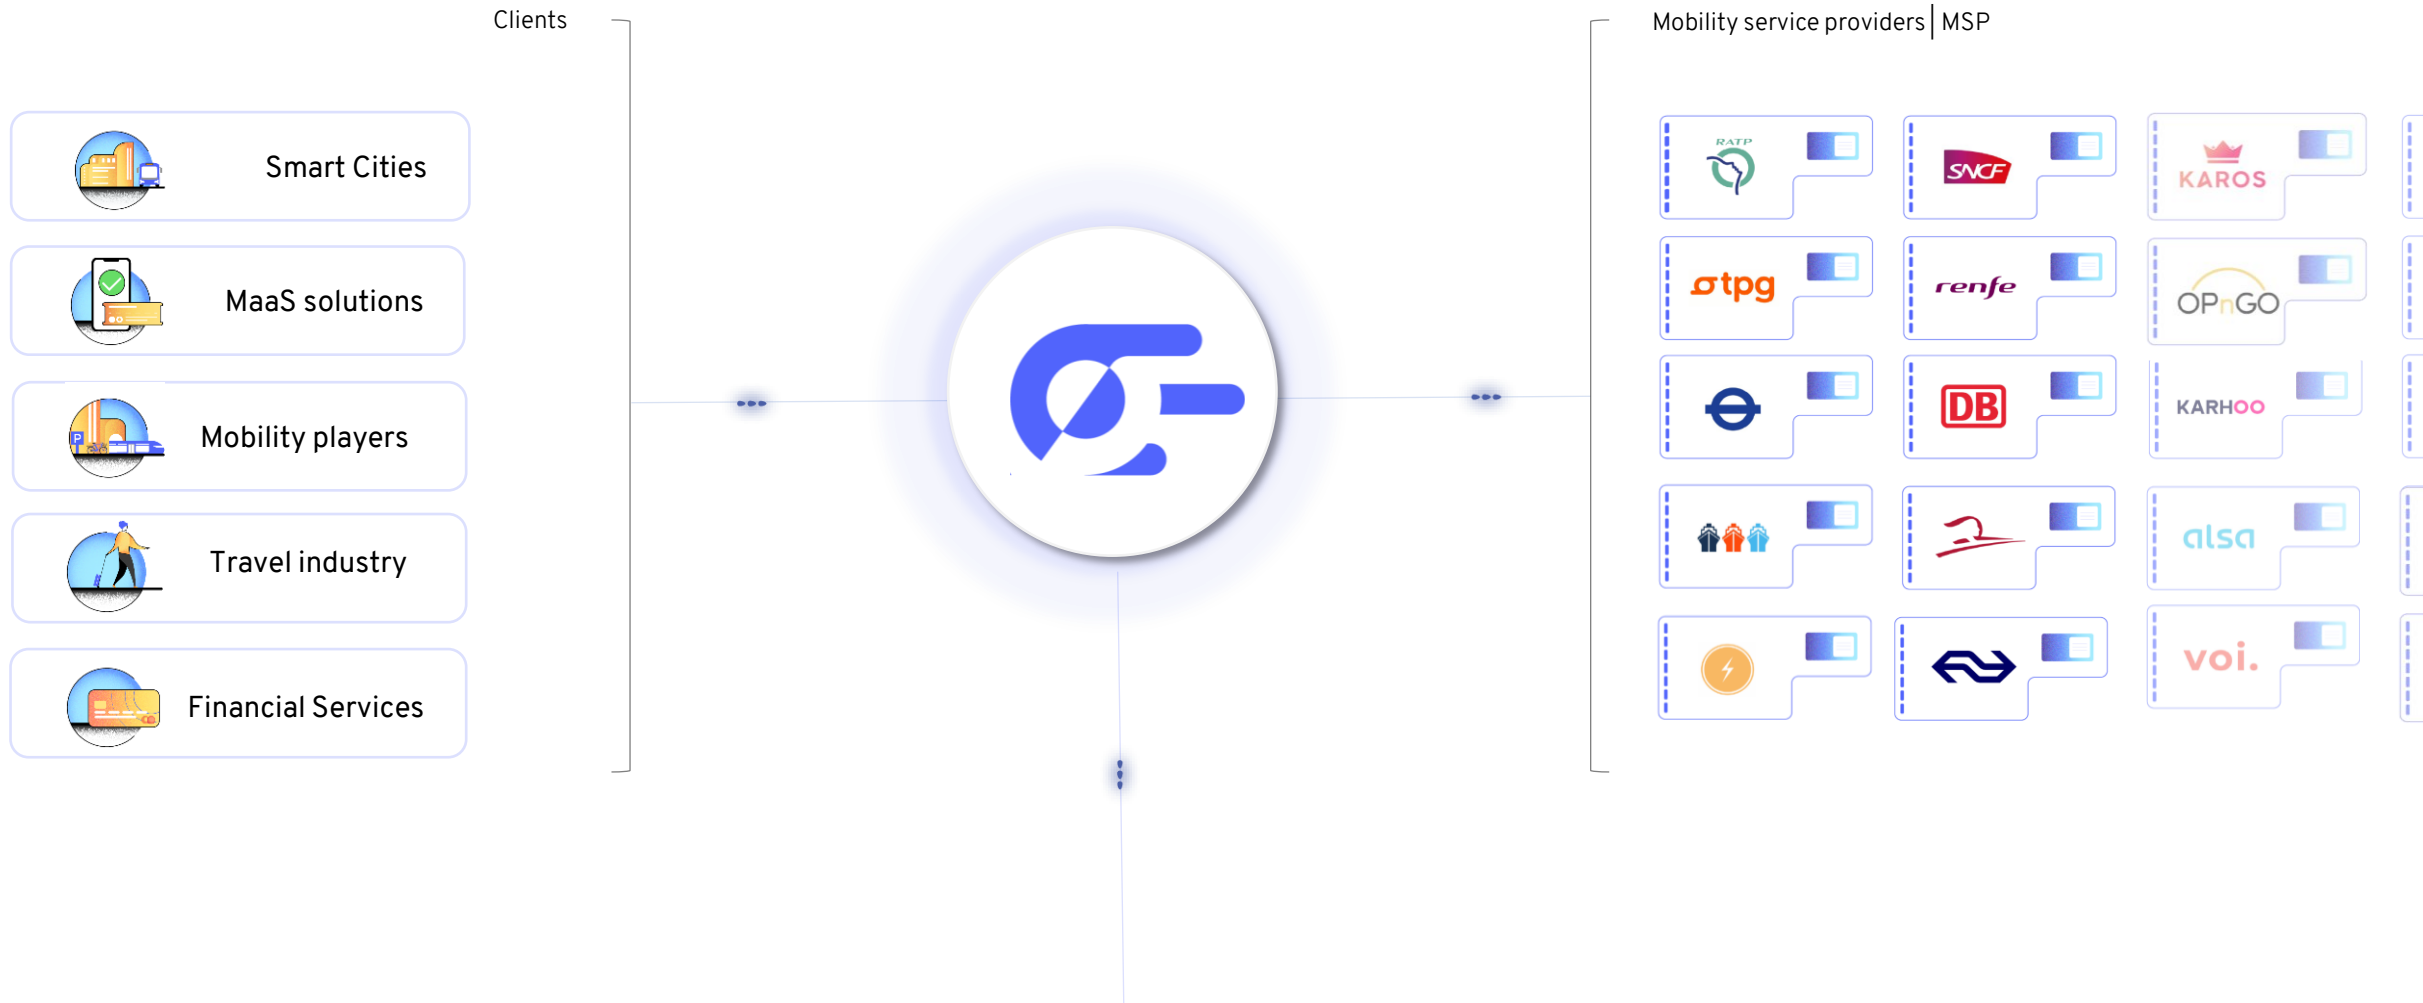 Clients
Mobility service providers | MSP
Smart Cities
MaaS solutions
Mobility players
P
Travel industry
Financial Services
RATP
SNCF
KAROS
tpg
renfe
OPnGO
DB
KARHOO
alsa
voi.